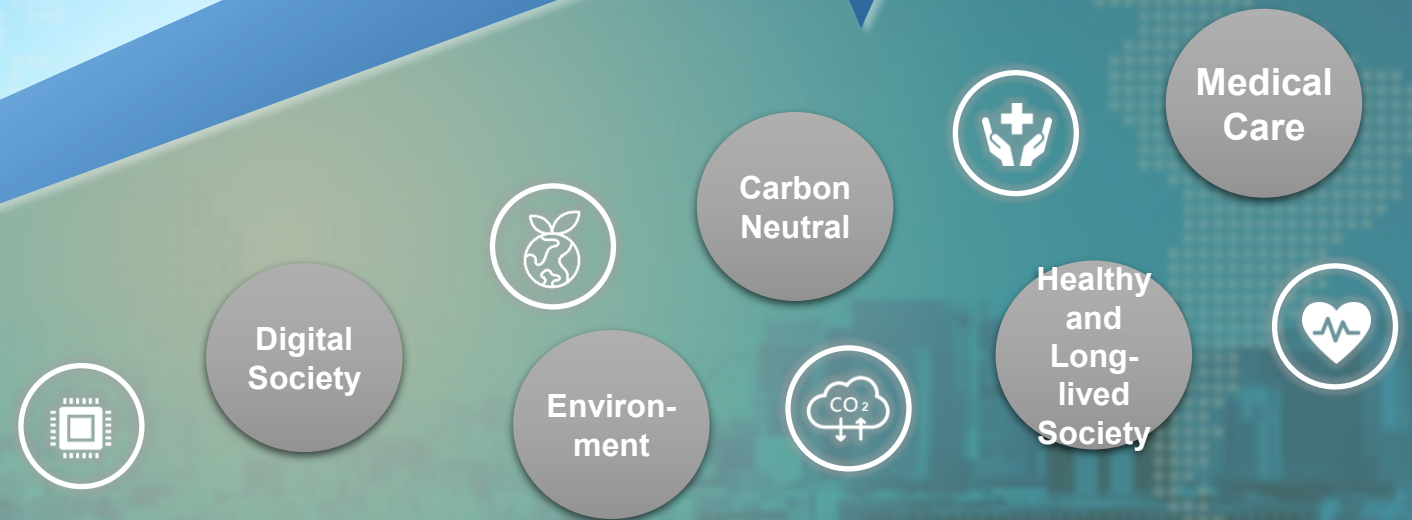 Medical
Care
Carbon
Neutral
Healthy
and
Long-
lived
Society
Digital
Society
Environ-
ment
CO2